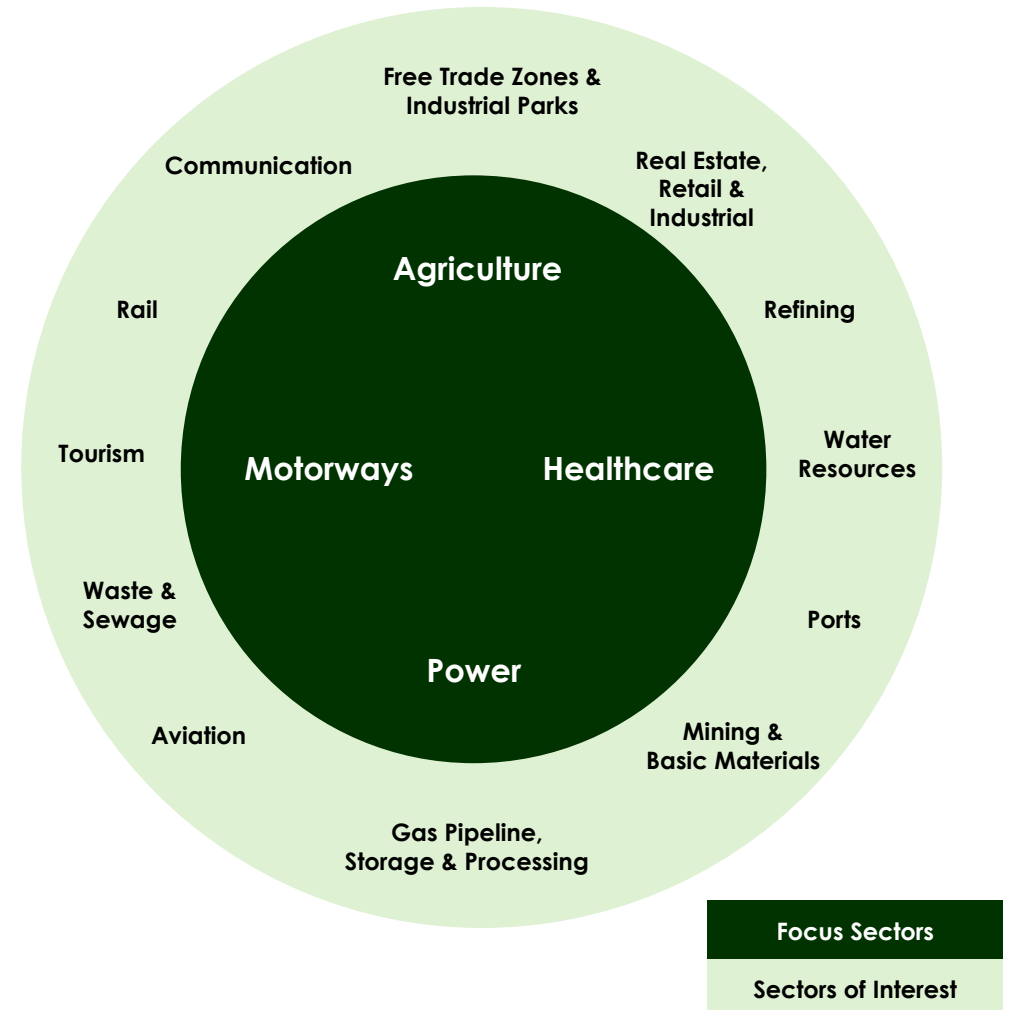 Free Trade Zones &
Industrial Parks
Communication
Real Estate,
Retail &
Industrial
Agriculture
Rail
Refining
Tourism
Motorways
Healthcare
Water
Resources
Waste &
Sewage
Ports
Power
Aviation
Mining &
Basic Materials
Gas Pipeline,
Storage & Processing
Focus Sectors
Sectors of Interest